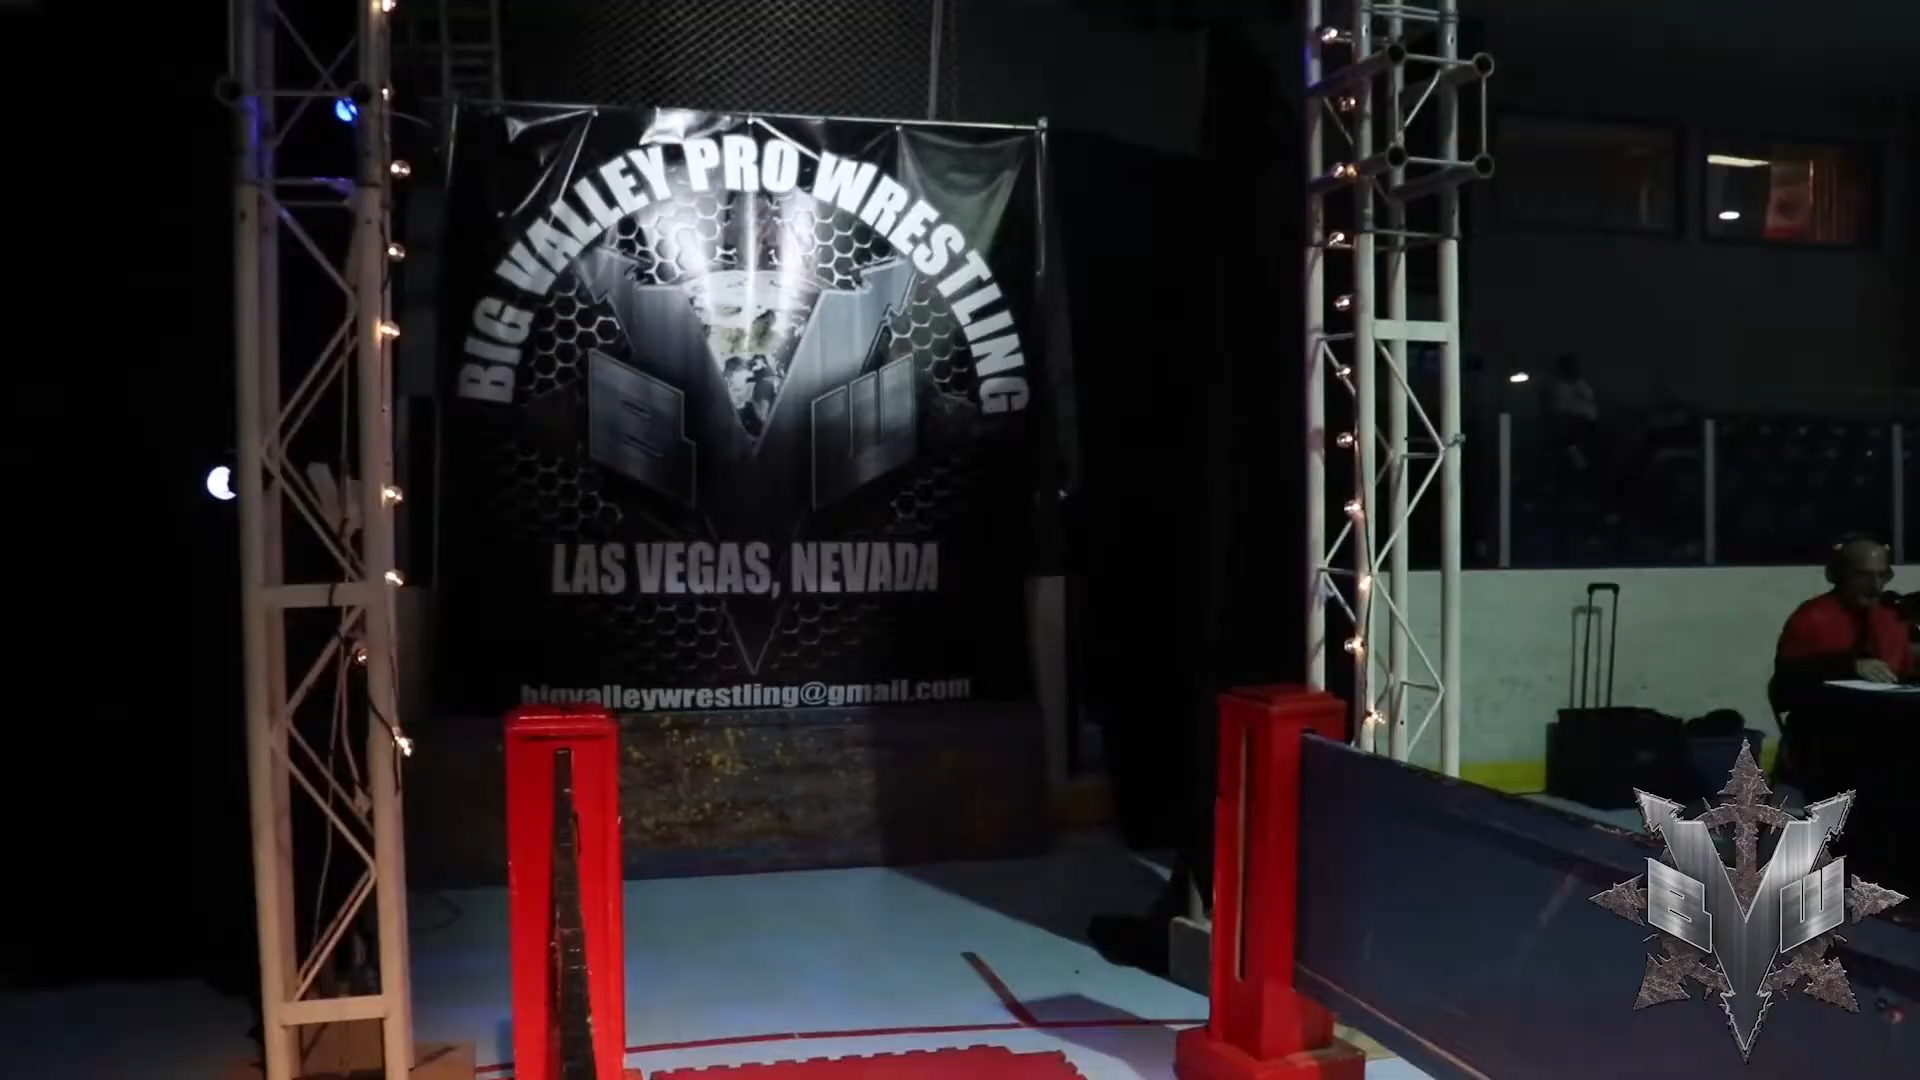 BIG VALLEY PRO WRESTLING
B V W
LAS VEGAS, NEVADA
bigvalleywrestling@gmail.com
B V W